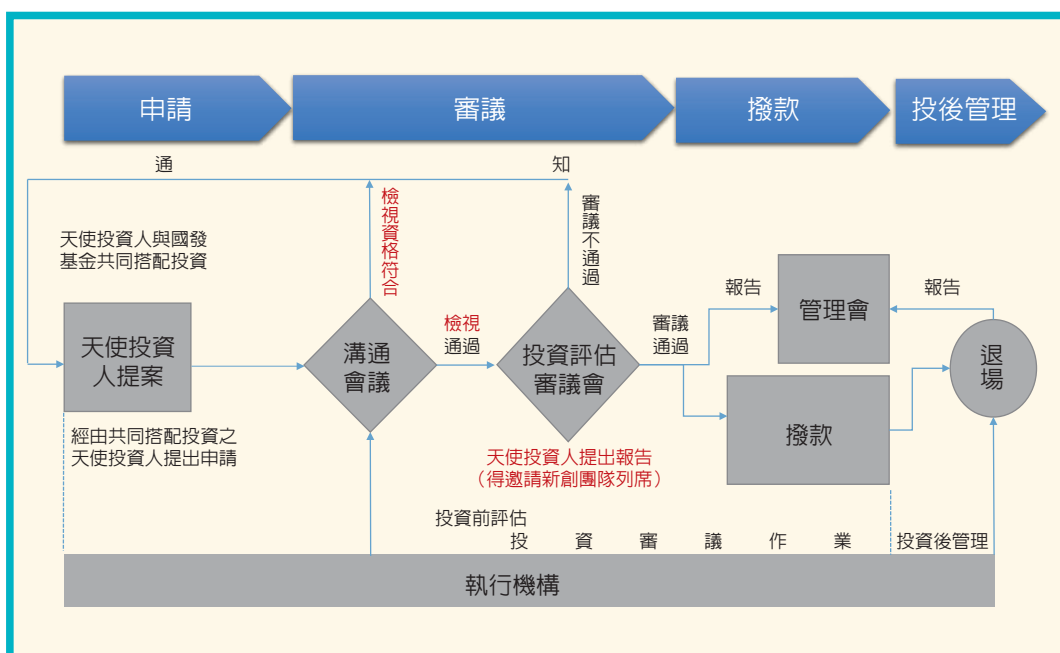 申請
審議
撥款
投後管理
通 知
天使投資人與國發
基金共同搭配投資
檢視資格符合
審議不通過
天使投資
人提案
溝通
會議
檢視
通過
投資評估
審議會
審議
通過
報告
管理會
報告
撥款
退場
經由共同搭配投資之
天使投資人提出申請
天使投資人提出報告
（得邀請新創團隊列席）
投資前評估
投資審議作業
投資後管理
執行機構